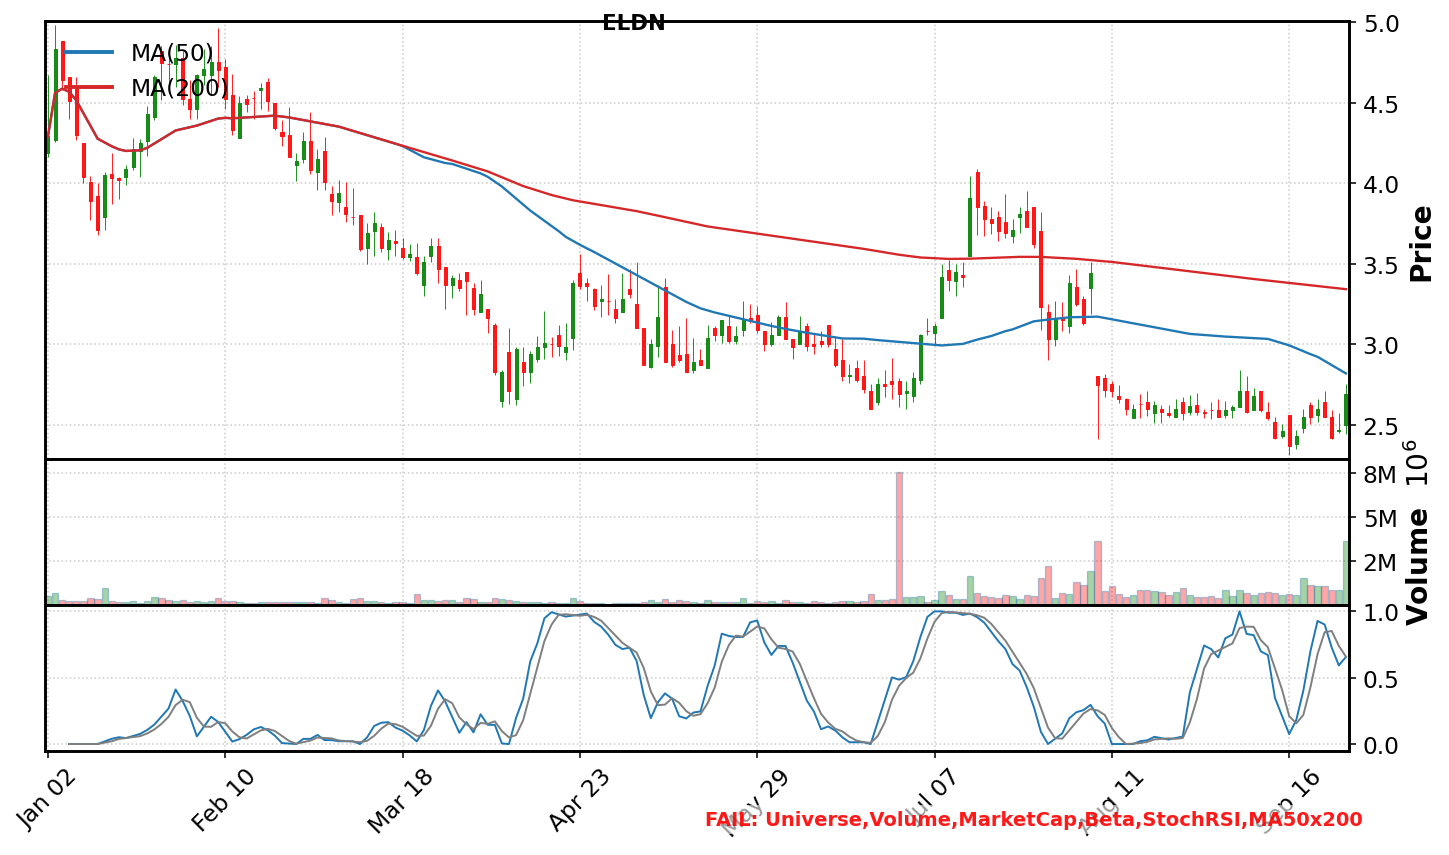 ELDN
MA(50)
MA(200)
5.0
4.5
4.0
3.5
3.0
2.5
Price
8M
5M
2M
Volume 10^6
1.0
0.5
0.0
Jan 02
Feb 10
Mar 18
Apr 23
May 29
Jul 07
Aug 11
Sep 16
FAIL: Universe,Volume,MarketCap,Beta,StochRSI,MA50x200